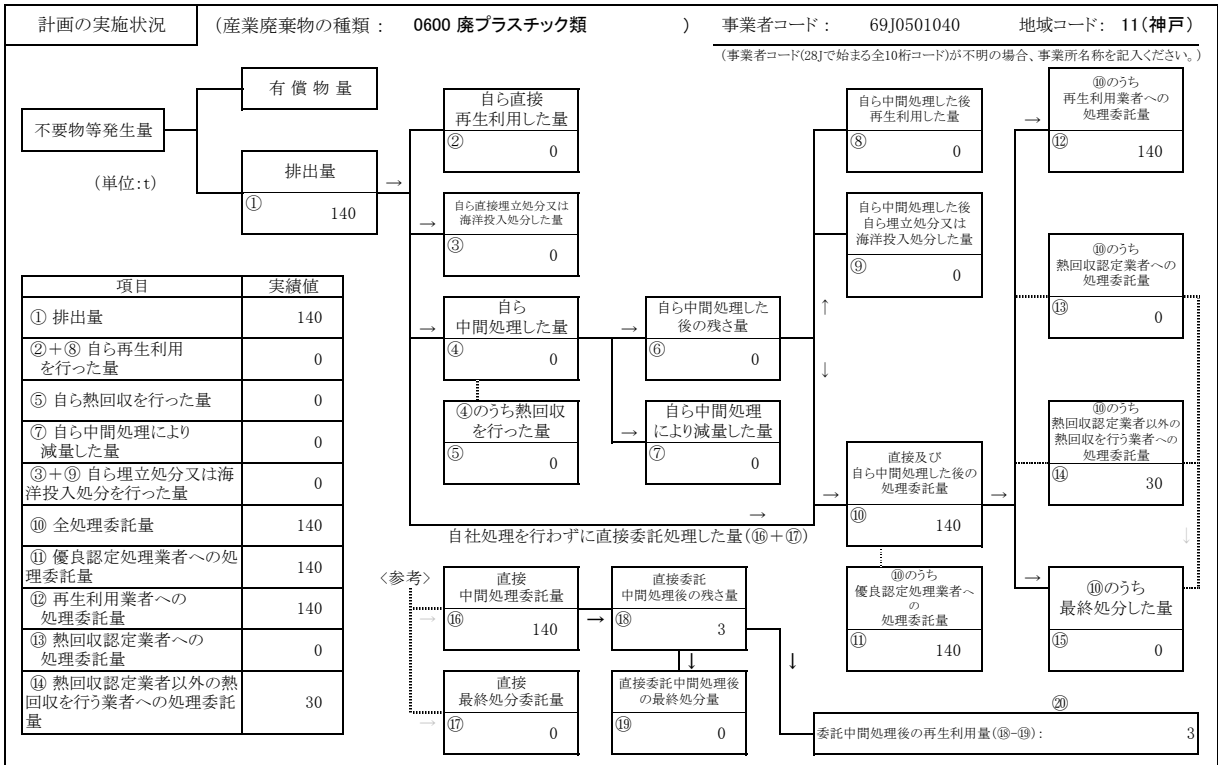 計画の実施状況 (産業廃棄物の種類： 0600 廃プラスチック類 ) 事業者コード： 69J0501040 地域コード： 11(神戸)
(事業者コード(28Jで始まる全10桁コード)が不明の場合、事業所名称を記入ください。)
不要物等発生量
(単位:t)
有償物量
排出量
① 140
→
自ら直接
再生利用した量
② 0
→
自ら直接埋立処分又は
海洋投入処分した量
③ 0
→
自ら
中間処理した量
④ 0
④のうち熱回収
を行った量
⑤ 0
→
自ら中間処理した
後の残さ量
⑥ 0
→
自ら中間処理
により減量した量
⑦ 0
自ら中間処理した後
再生利用した量
⑧ 0
自ら中間処理した後
自ら埋立処分又は
海洋投入処分した量
⑨ 0
↑
↓
→
自社処理を行わずに直接委託処理した量(⑯+⑰)
→
直接及び
自ら中間処理した後の
処理委託量
⑩ 140
→
⑩のうち
優良認定処理業者へ
の
処理委託量
⑪ 140
→
⑩のうち
再生利用業者への
処理委託量
⑫ 140
⑩のうち
熱回収認定業者への
処理委託量
⑬ 0
⑩のうち
熱回収認定業者以外の
熱回収を行う業者への
処理委託量
⑭ 30
↓
→
⑩のうち
最終処分した量
⑮ 0
項目 実績値
① 排出量 140
②+⑧ 自ら再生利用
を行った量 0
⑤ 自ら熱回収を行った量 0
⑦ 自ら中間処理により
減量した量 0
③+⑨ 自ら埋立処分又は海
洋投入処分を行った量 0
⑩ 全処理委託量 140
⑪ 優良認定処理業者への処
理委託量 140
⑫ 再生利用業者への
処理委託量 140
⑬ 熱回収認定業者への
処理委託量 0
⑭ 熱回収認定業者以外の熱
回収を行う業者への処理委託
量 30
〈参考〉
→
直接
中間処理委託量
⑯ 140
→
直接委託
中間処理後の残さ量
⑱ 3
→
直接
最終処分委託量
⑰ 0
↓
直接委託中間処理後
の最終処分量
⑲ 0
↓
⑳
委託中間処理後の再生利用量(⑱-⑲)： 3